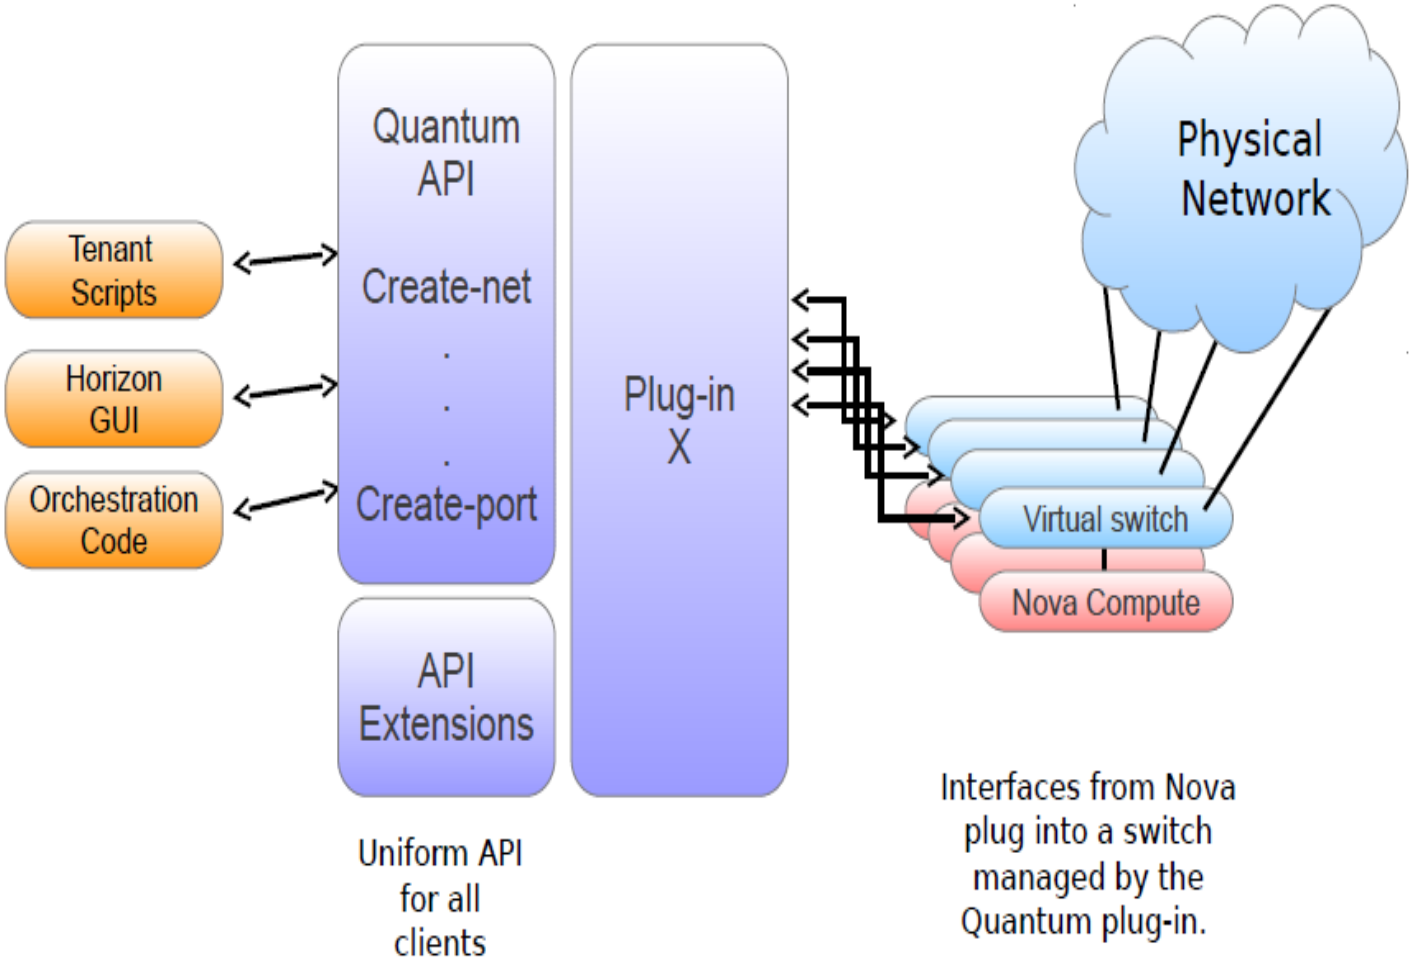 Tenant
Scripts
Horizon
GUI
Orchestration
Code
Quantum
API
Create-net
.
.
.
Create-port
API
Extensions
Uniform API
for all
clients
Plug-in
X
Physical
Network
Virtual switch
Nova Compute
Interfaces from Nova
plug into a switch
managed by the
Quantum plug-in.